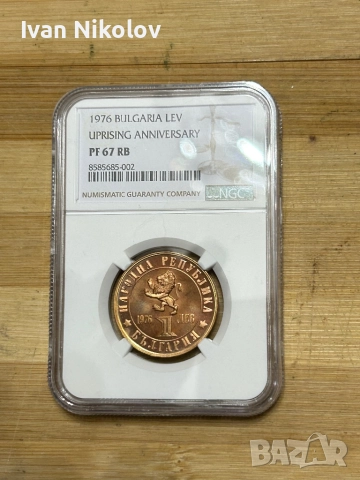 Ivan Nikolov
1976 BULGARIA LEV
UPRISING ANNIVERSARY
PF 67 RB
8585685-002
NUMISMATIC GUARANTY COMPANY
NGC
НАРОДНА РЕПУБЛИКА
1976 1 ЛЕВ
БЪЛГАРИЯ
BAZAR